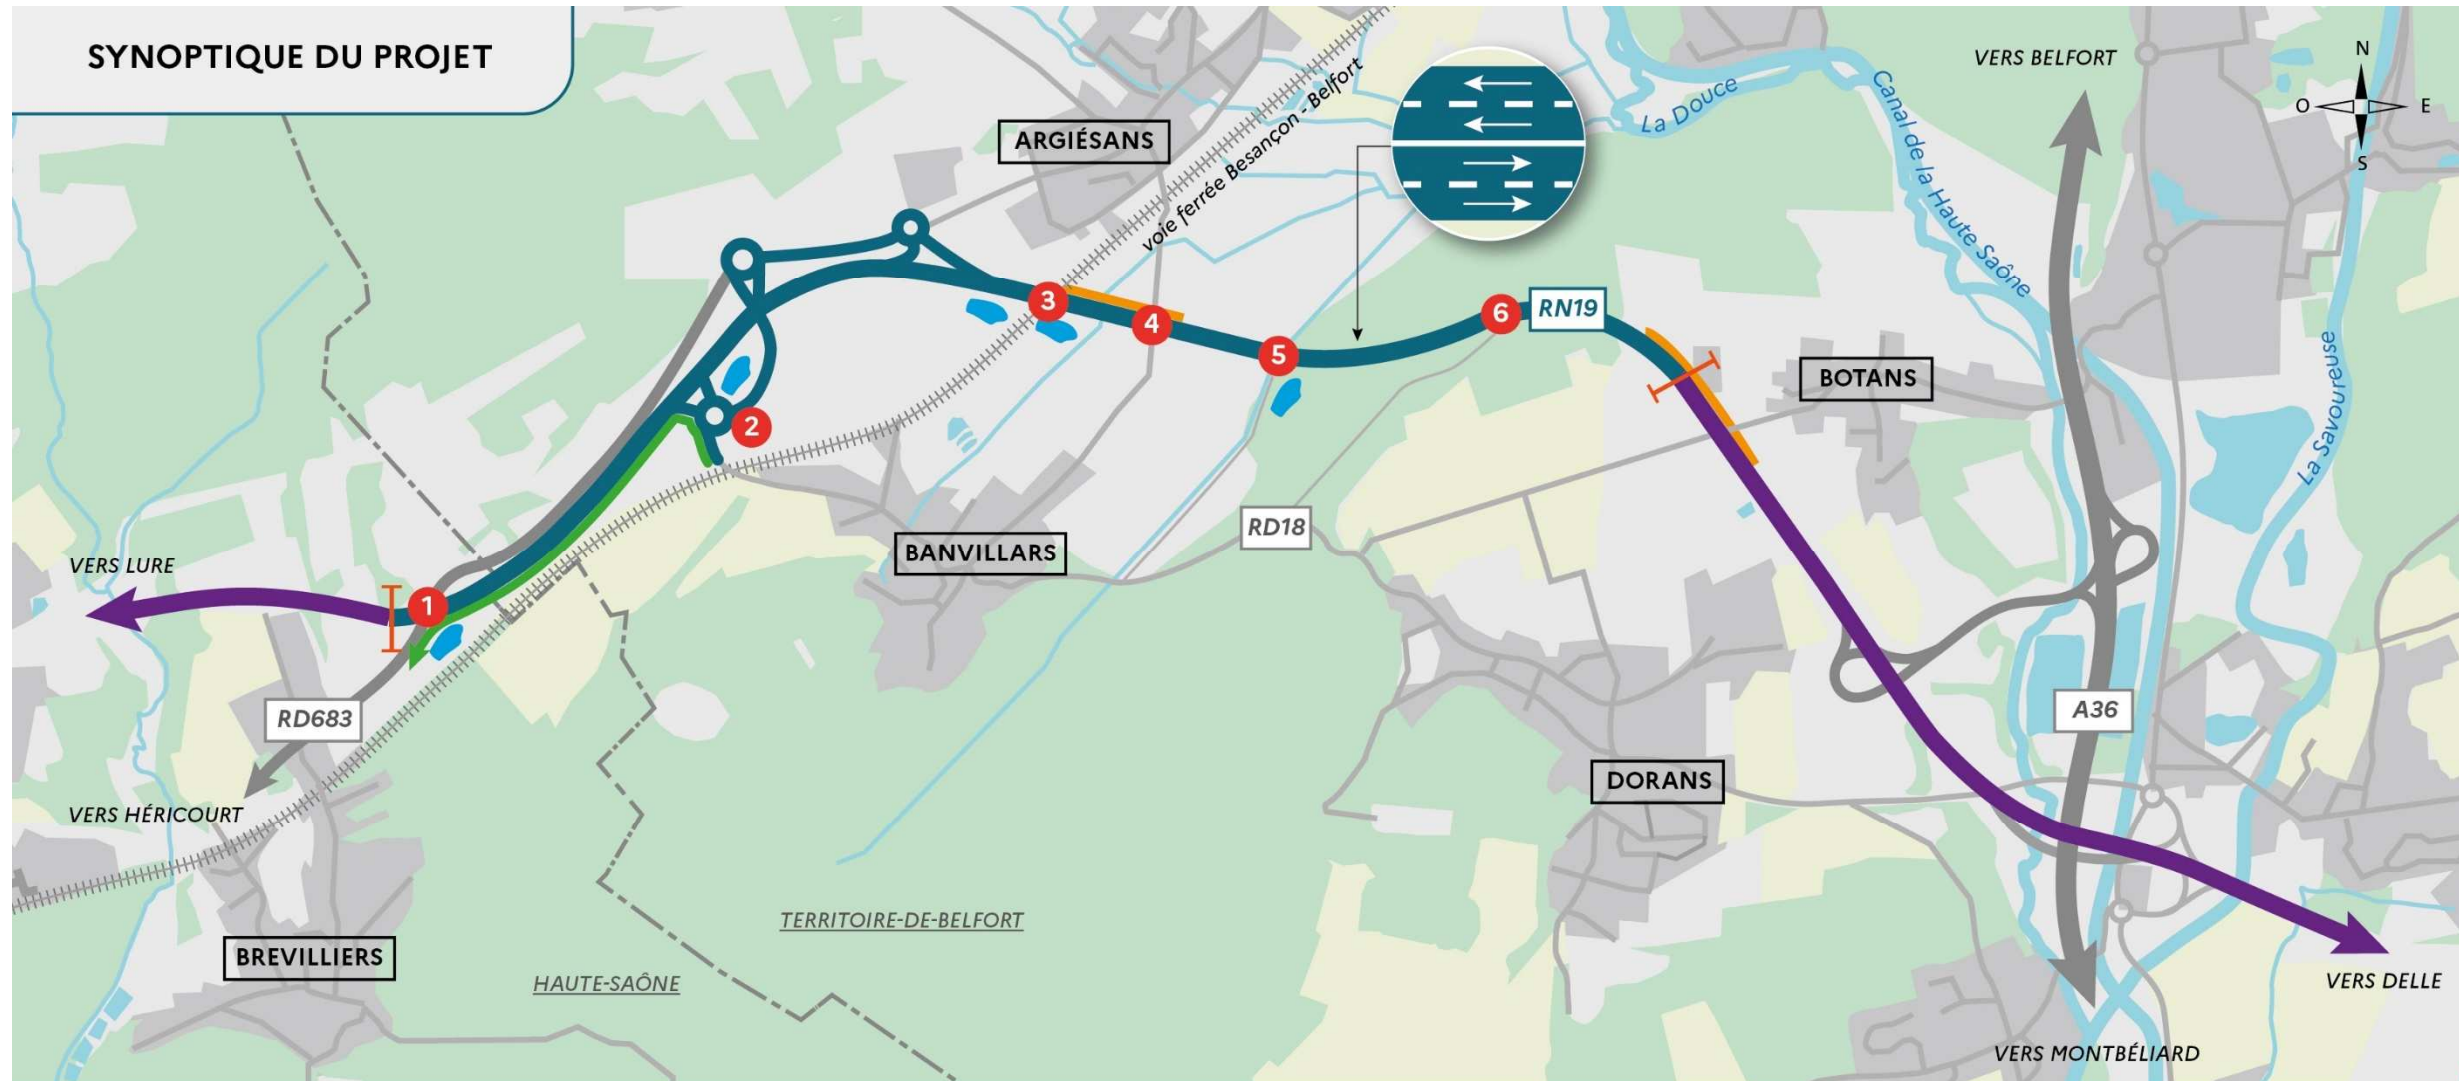 SYNOPTIQUE DU PROJET
VERS BELFORT
N
O
E
S
ARGIÉSANS
voie ferrée Besançon - Belfort
La Douce
Canal de la Haute Saône
La Savoureuse
3
4
5
6
RN19
BOTANS
2
RD18
BANVILLARS
VERS LURE
1
RD683
A36
VERS HÉRICOURT
DORANS
TERRITOIRE-DE-BELFORT
BREVILLIERS
HAUTE-SAÔNE
VERS DELLE
VERS MONTBÉLIARD